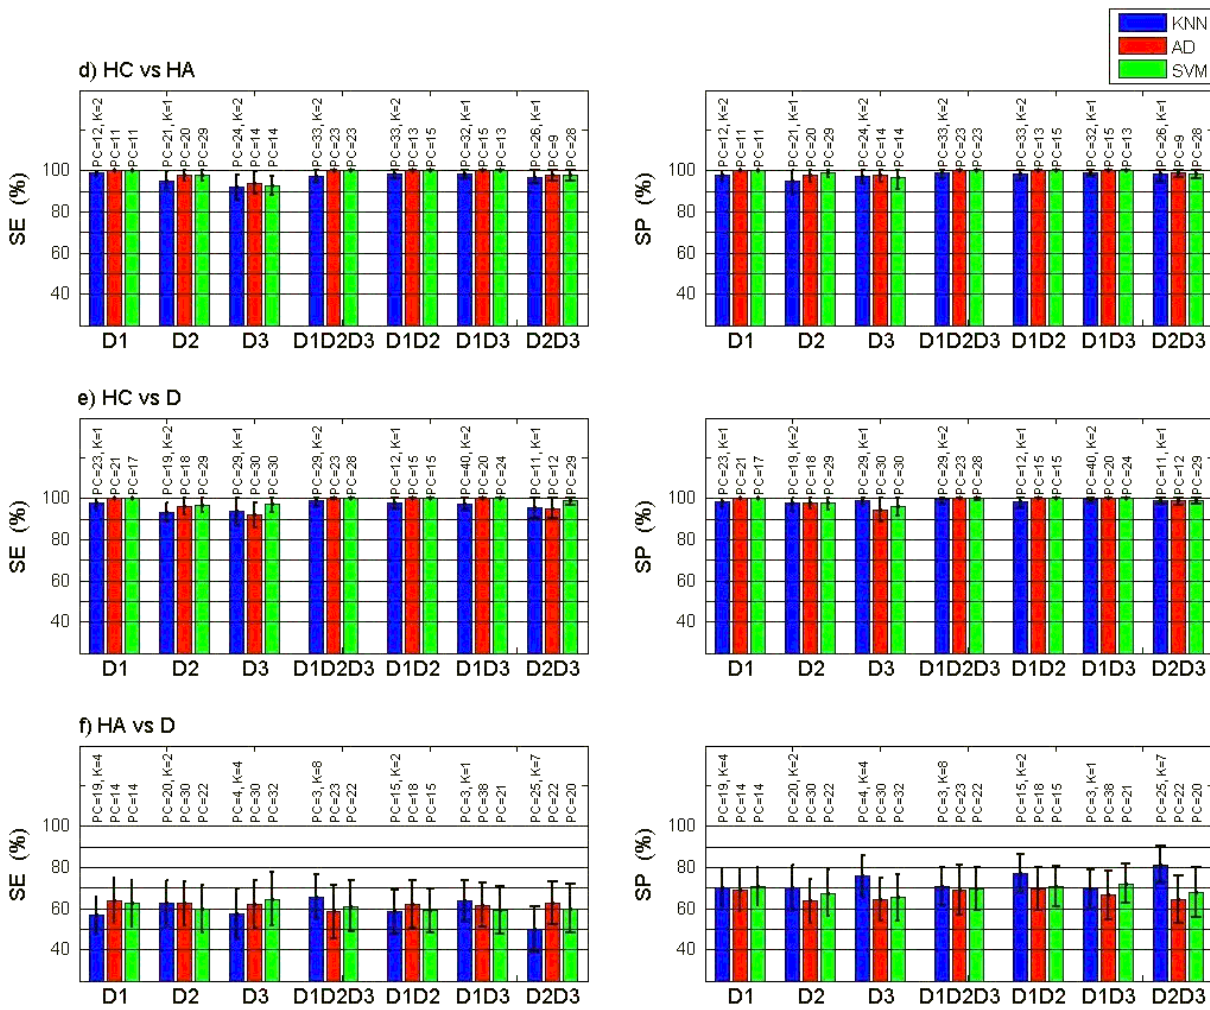 KNN
AD
SVM
d) HC vs HA
PC=12, K=2
PC=11
PC=11
PC=21, K=1
PC=20
PC=29
PC=24, K=2
PC=14
PC=14
PC=33, K=2
PC=23
PC=23
PC=33, K=2
PC=13
PC=15
PC=32, K=1
PC=15
PC=13
PC=26, K=1
PC=9
PC=28
SE (%)
100
80
60
40
D1 D2 D3 D1D2D3 D1D2 D1D3 D2D3
PC=12, K=2
PC=11
PC=11
PC=21, K=1
PC=20
PC=29
PC=24, K=2
PC=14
PC=14
PC=33, K=2
PC=23
PC=23
PC=33, K=2
PC=13
PC=15
PC=32, K=1
PC=15
PC=13
PC=26, K=1
PC=9
PC=28
SP (%)
100
80
60
40
D1 D2 D3 D1D2D3 D1D2 D1D3 D2D3
e) HC vs D
PC=23, K=1
PC=21
PC=17
PC=19, K=2
PC=18
PC=29
PC=29, K=1
PC=30
PC=30
PC=29, K=2
PC=23
PC=28
PC=12, K=1
PC=15
PC=15
PC=40, K=2
PC=20
PC=24
PC=11, K=1
PC=12
PC=29
SE (%)
100
80
60
40
D1 D2 D3 D1D2D3 D1D2 D1D3 D2D3
PC=23, K=1
PC=21
PC=17
PC=19, K=2
PC=18
PC=29
PC=29, K=1
PC=30
PC=30
PC=29, K=2
PC=23
PC=28
PC=12, K=1
PC=15
PC=15
PC=40, K=2
PC=20
PC=24
PC=11, K=1
PC=12
PC=29
SP (%)
100
80
60
40
D1 D2 D3 D1D2D3 D1D2 D1D3 D2D3
f) HA vs D
PC=19, K=4
PC=14
PC=14
PC=20, K=2
PC=30
PC=22
PC=4, K=4
PC=30
PC=32
PC=3, K=8
PC=23
PC=22
PC=15, K=2
PC=18
PC=15
PC=3, K=1
PC=38
PC=21
PC=25, K=7
PC=22
PC=20
SE (%)
100
80
60
40
D1 D2 D3 D1D2D3 D1D2 D1D3 D2D3
PC=19, K=4
PC=14
PC=14
PC=20, K=2
PC=30
PC=22
PC=4, K=4
PC=30
PC=32
PC=3, K=8
PC=23
PC=22
PC=15, K=2
PC=18
PC=15
PC=3, K=1
PC=38
PC=21
PC=25, K=7
PC=22
PC=20
SP (%)
100
80
60
40
D1 D2 D3 D1D2D3 D1D2 D1D3 D2D3